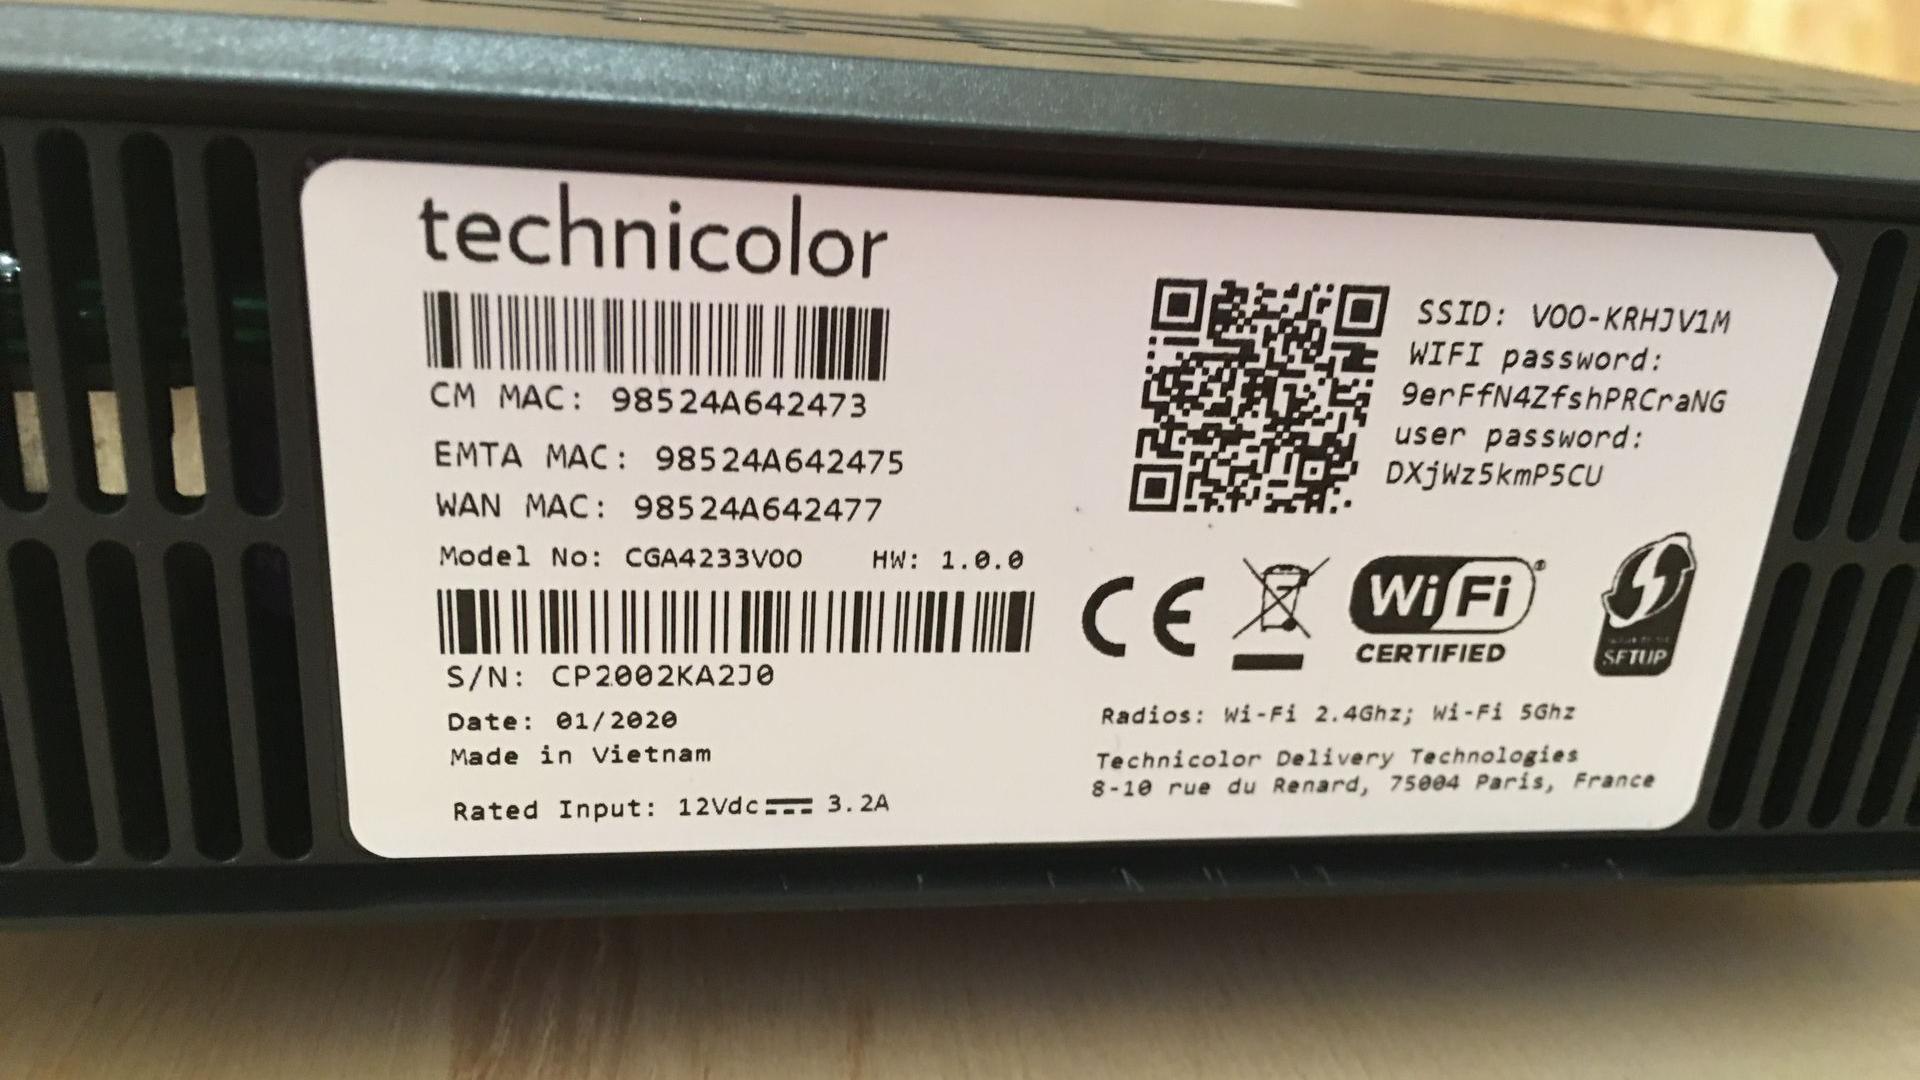 technicolor
CM MAC: 98524A642473
EMTA MAC: 98524A642475
WAN MAC: 98524A642477
Model No: CGA4233VOO HW: 1.0.0
S/N: CP2002KA2J0
Date: 01/2020
Made in Vietnam
Rated Input: 12Vdc 3.2A
SSID: VOO-KRHJV1M
WIFI password:
9erFfN4ZfshPRCraNG
user password:
DXjWz5kmP5CU
CE
WiFi
CERTIFIED
SETUP
Radios: Wi-Fi 2.4Ghz; Wi-Fi 5Ghz
Technicolor Delivery Technologies
8-10 rue du Renard, 75004 Paris, France